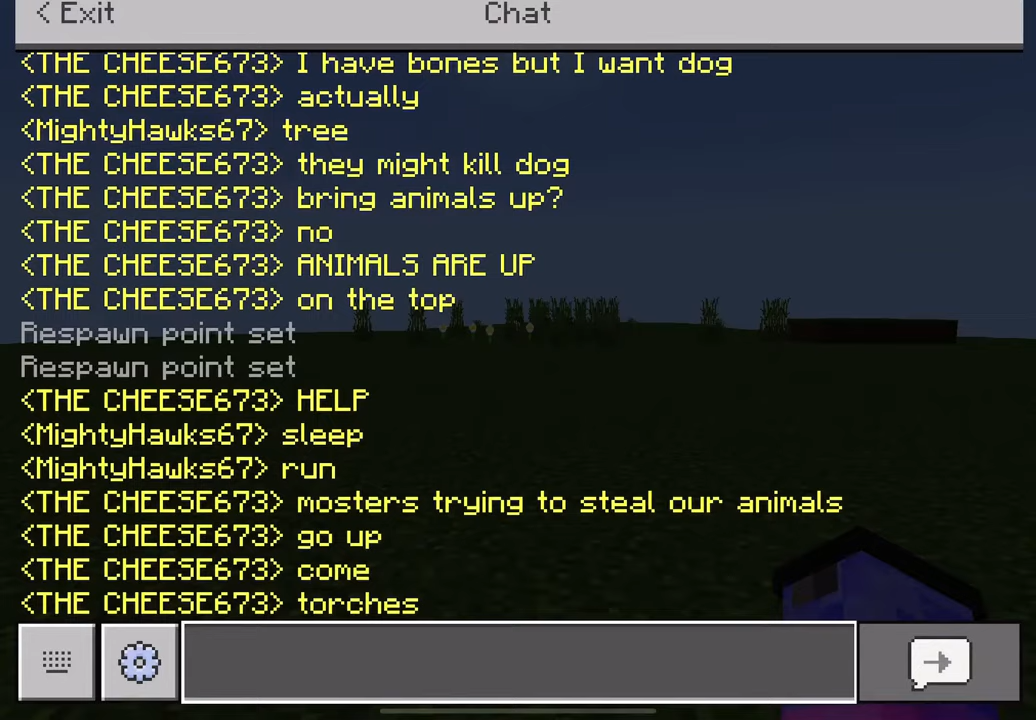 < Exit
Chat
<THE CHEESE673> I have bones but I want dog
<THE CHEESE673> actually
<MightyHawks67> tree
<THE CHEESE673> they might kill dog
<THE CHEESE673> bring animals up?
<THE CHEESE673> no
<THE CHEESE673> ANIMALS ARE UP
<THE CHEESE673> on the top
Respawn point set
Respawn point set
<THE CHEESE673> HELP
<MightyHawks67> sleep
<MightyHawks67> run
<THE CHEESE673> mosters trying to steal our animals
<THE CHEESE673> go up
<THE CHEESE673> come
<THE CHEESE673> torches